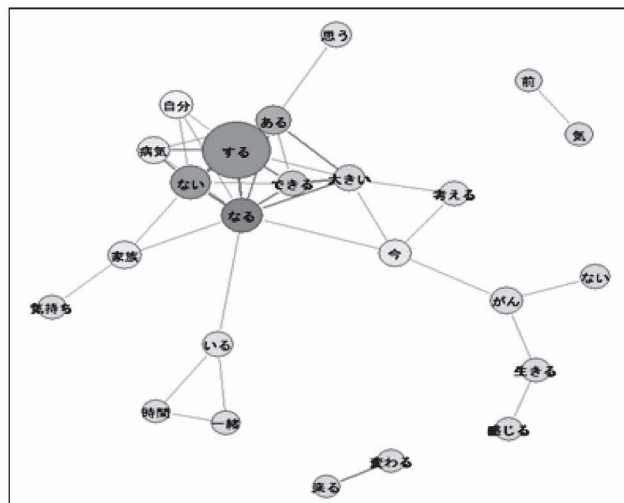 思う
前
自分
ある
気
病気
する
ない
できる
大きい
考える
なる
家族
今
ない
がん
気持ち
いる
生きる
時間
一緒
感じる
変わる
来る